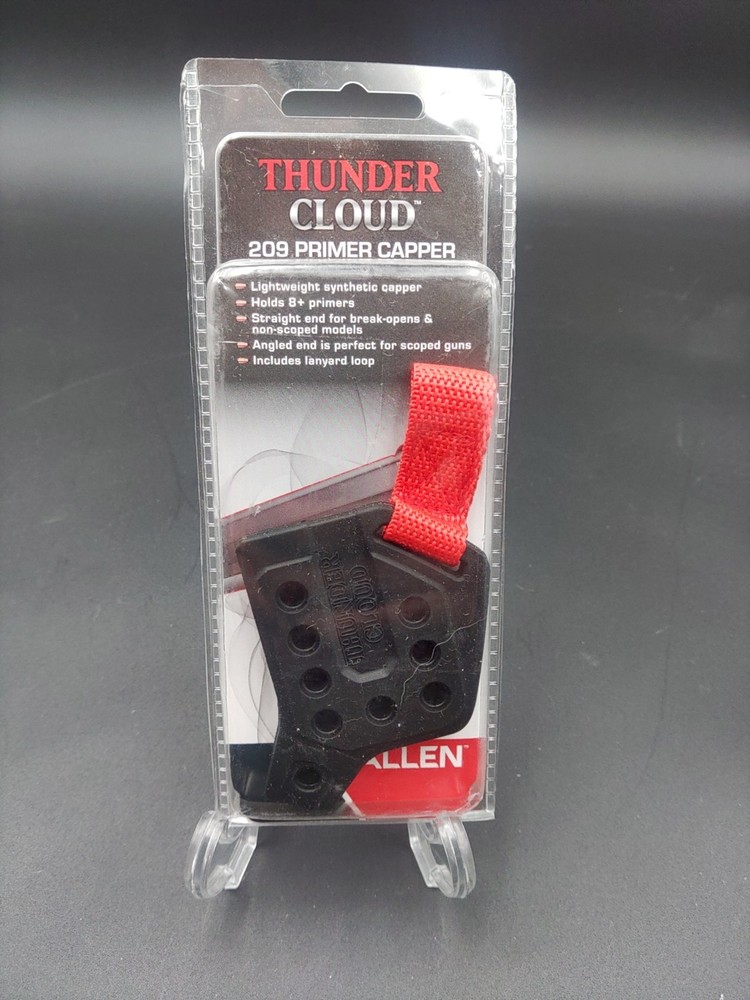 THUNDER
CLOUD™
209 PRIMER CAPPER
Lightweight synthetic capper
Holds 8+ primers
Straight end for break-opens &
non-scoped models
Angled end is perfect for scoped guns
Includes lanyard loop
THUNDER
CLOUD
ALLEN™